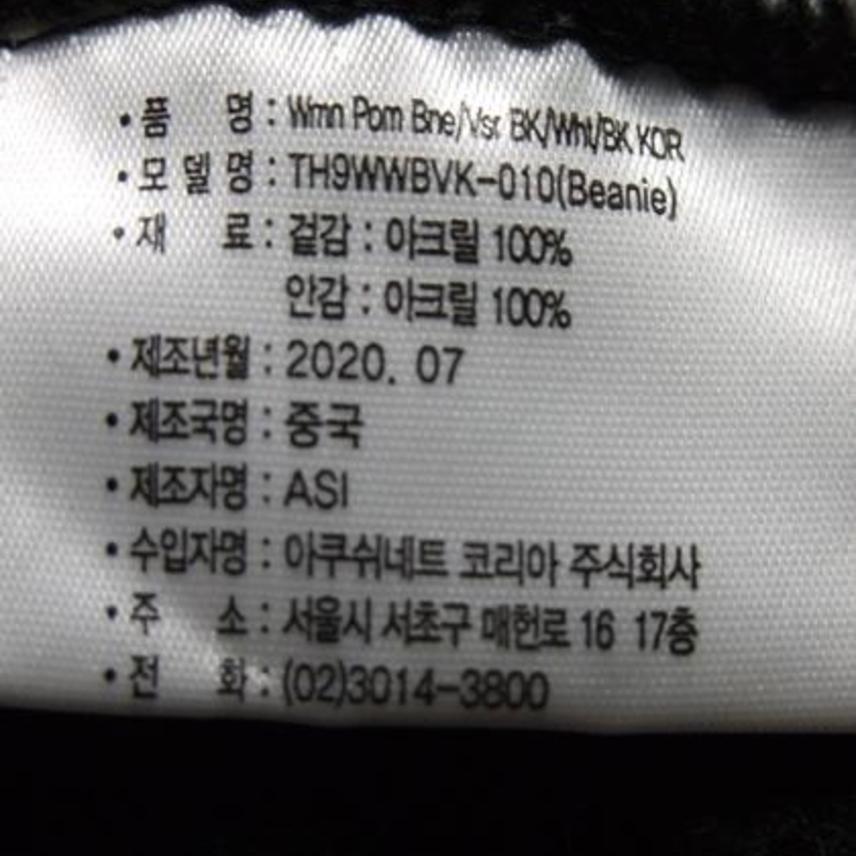 • 품 명 : Wmn Pom Bne/Vsr BK/Wht/BK KOR
• 모 델 명 : TH9WWBVK-010(Beanie)
• 재 료 : 겉감 : 아크릴 100%
안감 : 아크릴 100%
• 제조년월 : 2020. 07
• 제조국명 : 중국
• 제조자명 : ASI
• 수입자명 : 아쿠쉬네트 코리아 주식회사
• 주 소 : 서울시 서초구 매헌로 16 17층
• 전 화 : (02)3014-3800